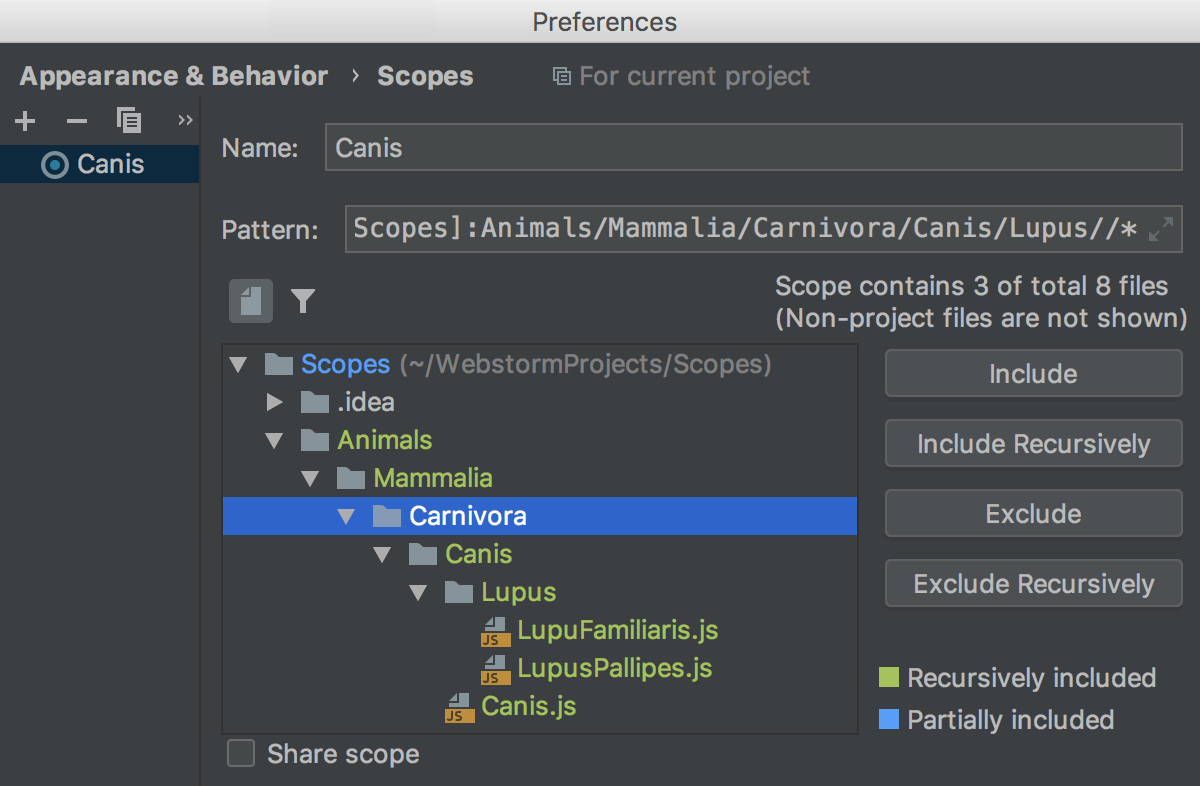 Preferences
Appearance & Behavior › Scopes For current project
Canis
Name: Canis
Pattern: Scopes]:Animals/Mammalia/Carnivora/Canis/Lupus//*
Scope contains 3 of total 8 files
(Non-project files are not shown)
Scopes (~/WebstormProjects/Scopes)
.idea
Animals
Mammalia
Carnivora
Canis
Lupus
JS LupuFamiliaris.js
JS LupusPallipes.js
JS Canis.js
Include
Include Recursively
Exclude
Exclude Recursively
Recursively included
Partially included
Share scope